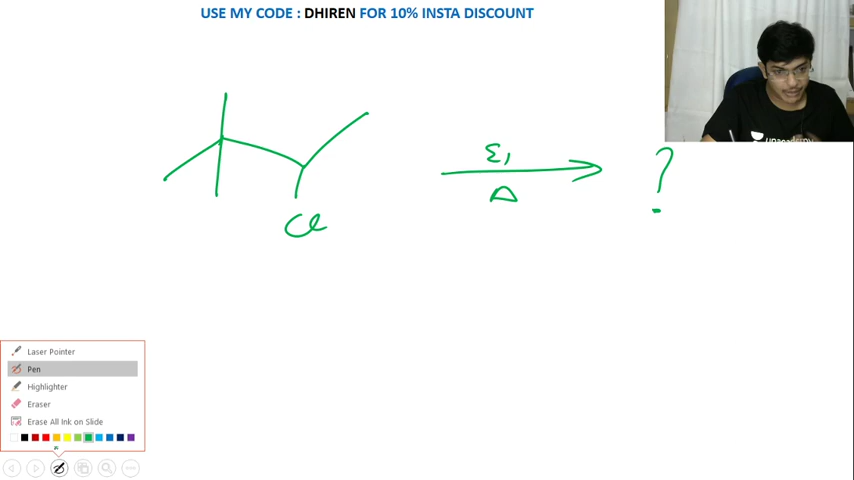 USE MY CODE : DHIREN FOR 10% INSTA DISCOUNT
E1
Δ
?
Cl
Laser Pointer
Pen
Highlighter
Eraser
Erase All Ink on Slide